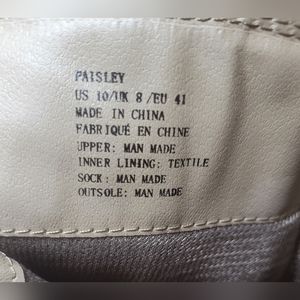 PAISLEY
US 10/UK 8/EU 41
MADE IN CHINA
FABRIQUÉ EN CHINE
UPPER: MAN MADE
INNER LINING: TEXTILE
SOCK: MAN MADE
OUTSOLE: MAN MADE